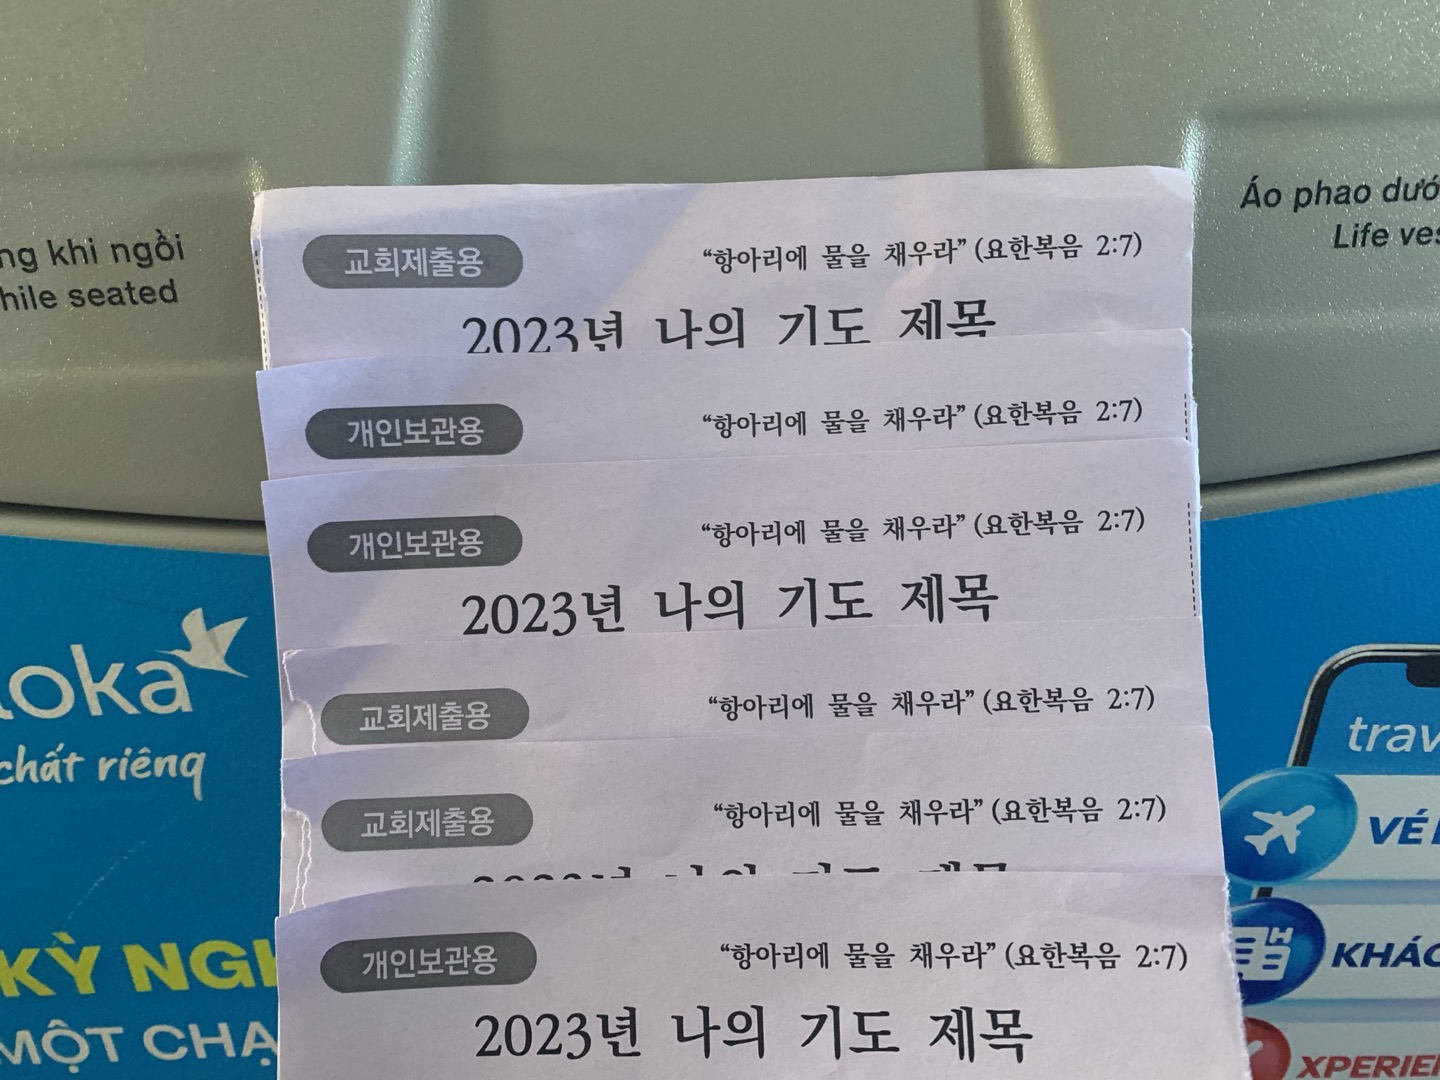 ng khi ngồi
hile seated
Áo phao dướ
Life ves
교회제출용 “항아리에 물을 채우라” (요한복음 2:7)
2023년 나의 기도 제목
개인보관용 “항아리에 물을 채우라” (요한복음 2:7)
개인보관용 “항아리에 물을 채우라” (요한복음 2:7)
2023년 나의 기도 제목
교회제출용 “항아리에 물을 채우라” (요한복음 2:7)
교회제출용 “항아리에 물을 채우라” (요한복음 2:7)
개인보관용 “항아리에 물을 채우라” (요한복음 2:7)
2023년 나의 기도 제목
loka
chất riêng
KỲ NGH
MỘT CHẠ
trav
VÉ
KHÁC
XPERIEN